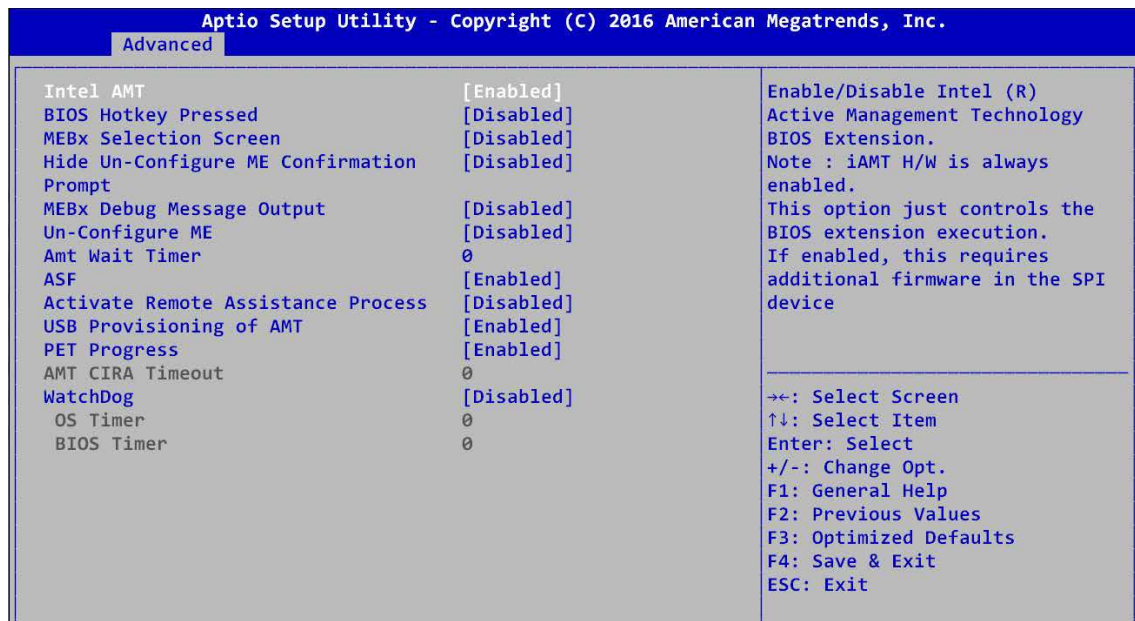 Aptio Setup Utility - Copyright (C) 2016 American Megatrends, Inc.
Advanced
Intel AMT [Enabled]
BIOS Hotkey Pressed [Disabled]
MEBx Selection Screen [Disabled]
Hide Un-Configure ME Confirmation [Disabled]
Prompt
MEBx Debug Message Output [Disabled]
Un-Configure ME [Disabled]
Amt Wait Timer 0
ASF [Enabled]
Activate Remote Assistance Process [Disabled]
USB Provisioning of AMT [Enabled]
PET Progress [Enabled]
AMT CIRA Timeout 0
WatchDog [Disabled]
OS Timer 0
BIOS Timer 0
Enable/Disable Intel (R)
Active Management Technology
BIOS Extension.
Note : iAMT H/W is always
enabled.
This option just controls the
BIOS extension execution.
If enabled, this requires
additional firmware in the SPI
device
→←: Select Screen
↑↓: Select Item
Enter: Select
+/-: Change Opt.
F1: General Help
F2: Previous Values
F3: Optimized Defaults
F4: Save & Exit
ESC: Exit